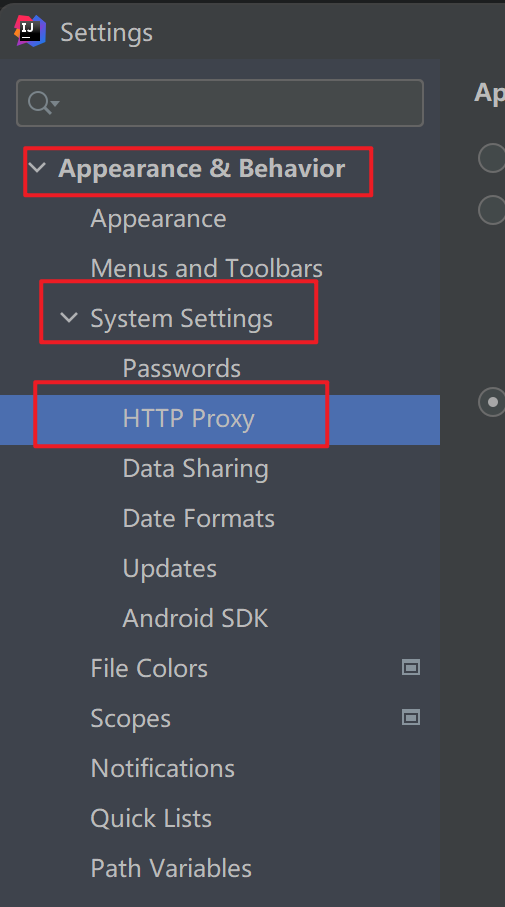 IJ
Settings
Ap
Appearance & Behavior
Appearance
Menus and Toolbars
System Settings
Passwords
HTTP Proxy
Data Sharing
Date Formats
Updates
Android SDK
File Colors
Scopes
Notifications
Quick Lists
Path Variables